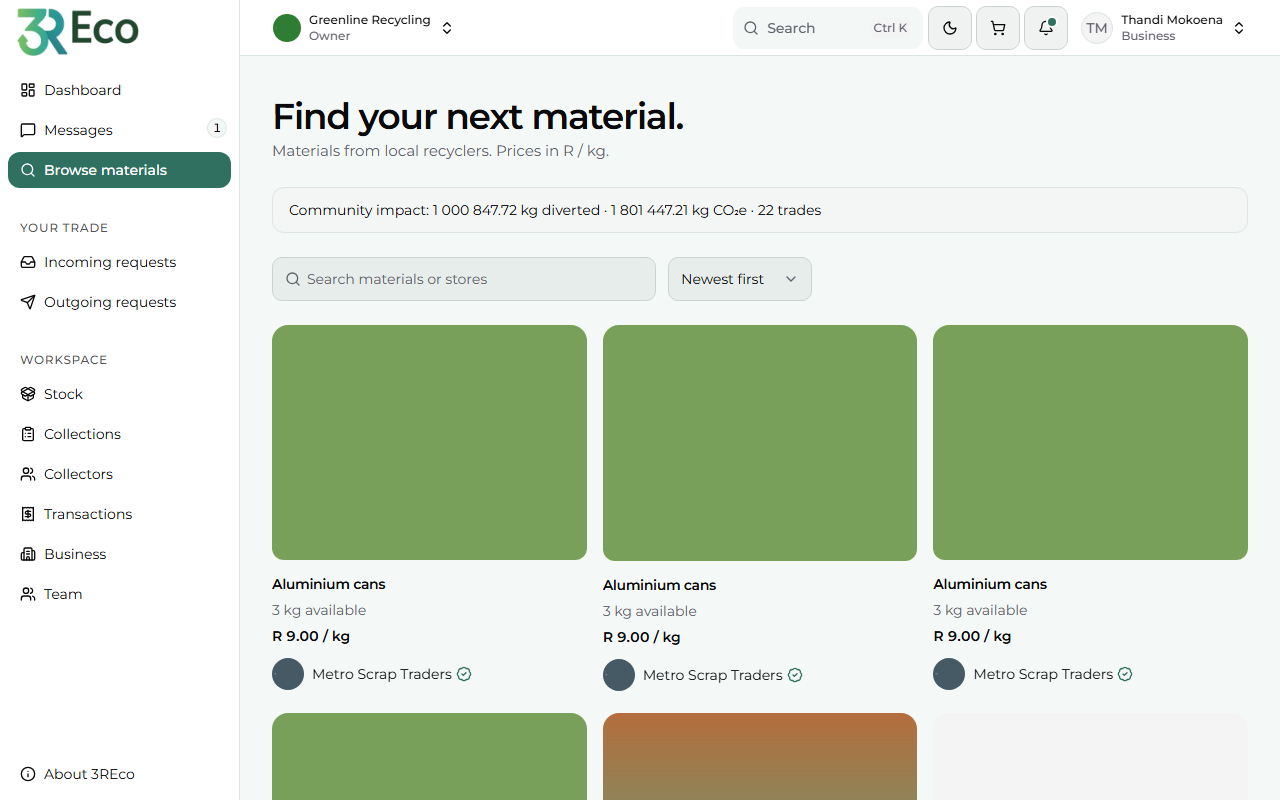 3R Eco
Dashboard
Messages
1
Browse materials
YOUR TRADE
Incoming requests
Outgoing requests
WORKSPACE
Stock
Collections
Collectors
Transactions
Business
Team
About 3REco
Greenline Recycling
Owner
Search
Ctrl K
TM
Thandi Mokoena
Business
Find your next material.
Materials from local recyclers. Prices in R / kg.
Community impact: 1 000 847.72 kg diverted · 1 801 447.21 kg CO₂e · 22 trades
Search materials or stores
Newest first
Aluminium cans
3 kg available
R 9.00 / kg
Metro Scrap Traders
Aluminium cans
3 kg available
R 9.00 / kg
Metro Scrap Traders
Aluminium cans
3 kg available
R 9.00 / kg
Metro Scrap Traders